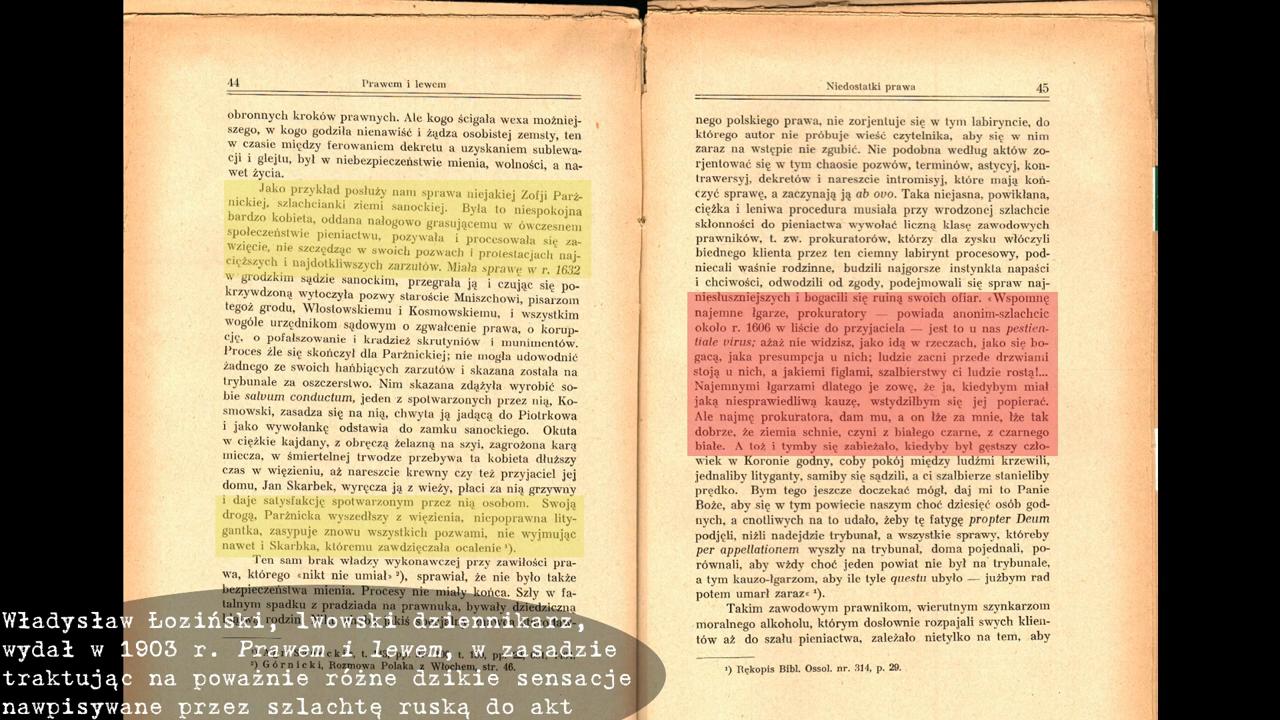 44
Prawem i lewem
obronnych kroków prawnych. Ale kogo ścigała wexa możniej-
szego, w kogo godziła nienawiść i żądza osobistej zemsty, ten
w czasie między ferowaniem dekretu a uzyskaniem sublewa-
cji i glejtu, był w niebezpieczeństwie mienia, wolności, a na-
wet życia.
Jako przykład posłuży nam sprawa niejakiej Zofji Parż-
nickiej, szlachcianki ziemi sanockiej. Była to niespokojna
bardzo kobieta, oddana nałogowo grasującemu w ówczesnem
społeczeństwie pieniactwu, pozywała i procesowała się za-
wzięcie, nie szczędząc w swoich pozwach i protestacjach naj-
cięższych i najdotkliwszych zarzutów. Miała sprawę w r. 1632
w grodzkim sądzie sanockim, przegrała ją i czując się po-
krzywdzoną wytoczyła pozwy staroście Mniszchowi, pisarzom
tegoż grodu, Włostowskiemu i Kosmowskiemu, i wszystkim
wogóle urzędnikom sądowym o zgwałcenie prawa, o korup-
cję, o pofałszowanie i kradzież skrutyniów i munimentów.
Proces źle się skończył dla Parżnickiej; nie mogła udowodnić
żadnego ze swoich hańbiących zarzutów i skazana została na
trybunale za oszczerstwo. Nim skazana zdążyła wyrobić so-
bie salvum conductum, jeden z spotwarzonych przez nią, Ko-
smowski, zasadza się na nią, chwyta ją jadącą do Piotrkowa
i jako wywołankę odstawia do zamku sanockiego. Okuta
w ciężkie kajdany, z obręczą żelazną na szyi, zagrożona karą
miecza, w śmiertelnej trwodze przebywa ta kobieta dłuższy
czas w więzieniu, aż nareszcie krewny czy też przyjaciel jej
domu, Jan Skarbek, wyręcza ją z wieży, płaci za nią grzywny
i daje satysfakcję spotwarzonym przez nią osobom. Swoją
drogą, Parżnicka wyszedłszy z więzienia, niepoprawna lity-
gantka, zasypuje znowu wszystkich pozwami, nie wyjmując
nawet i Skarbka, któremu zawdzięczała ocalenie ¹).
Ten sam brak władzy wykonawczej przy zawiłości pra-
wa, którego «nikt nie umiał» ²), sprawiał, że nie było także
bezpieczeństwa mienia. Procesy nie miały końca. Szły w fa-
talnym spadku z pradziada na prawnuka, bywały dziedziczną
²) Górnicki, Rozmowa Polaka z Włochem, str. 46.
Niedostatki prawa
45
nego polskiego prawa, nie zorjentuje się w tym labiryncie, do
którego autor nie próbuje wieść czytelnika, aby się w nim
zaraz na wstępie nie zgubić. Nie podobna według aktów zo-
rjentować się w tym chaosie pozwów, terminów, astycyj, kon-
trawersyj, dekretów i nareszcie intromisyj, które mają koń-
czyć sprawę, a zaczynają ją ab ovo. Taka niejasna, powikłana,
ciężka i leniwa procedura musiała przy wrodzonej szlachcie
skłonności do pieniactwa wywołać liczną klasę zawodowych
prawników, t. zw. prokuratorów, którzy dla zysku włóczyli
biednego klienta przez ten ciemny labirynt procesowy, pod-
niecali waśnie rodzinne, budzili najgorsze instynkta napaści
i chciwości, odwodzili od zgody, podejmowali się spraw naj-
niesłuszniejszych i bogacili się ruiną swoich ofiar. «Wspomnę
najemne łgarze, prokuratory — powiada anonim-szlachcic
około r. 1606 w liście do przyjaciela — jest to u nas pestien-
tiale virus; ażaż nie widzisz, jako idą w rzeczach, jako się bo-
gacą, jaka presumpcja u nich; ludzie zacni przede drzwiami
stoją u nich, a jakiemi figlami, szalbierstwy ci ludzie rostą!...
Najemnymi łgarzami dlatego je zowę, że ja, kiedybym miał
jaką niesprawiedliwą kauzę, wstydziłbym się jej popierać.
Ale najmę prokuratora, dam mu, a on łże za mnie, łże tak
dobrze, że ziemia schnie, czyni z białego czarne, z czarnego
białe. A toż i tymby się zabieżało, kiedyby był gęstszy czło-
wiek w Koronie godny, coby pokój między ludźmi krzewili,
jednaliby lityganty, samiby się sądzili, a ci szalbierze stanieliby
prędko. Bym tego jeszcze doczekać mógł, daj mi to Panie
Boże, aby się w tym powiecie naszym choć dziesięć osób god-
nych, a cnotliwych na to udało, żeby tę fatygę propter Deum
podjęli, niżli nadejdzie trybunał, a wszystkie sprawy, któreby
per appellationem wyszły na trybunał, doma pojednali, po-
równali, aby wżdy choć jeden powiat nie był na trybunale,
a tym kauzo-łgarzom, aby ile tyle questu ubyło — jużbym rad
potem umarł zaraz« ¹).
Takim zawodowym prawnikom, wierutnym szynkarzom
moralnego alkoholu, którym dosłownie rozpajali swych klien-
tów aż do szału pieniactwa, zależało nietylko na tem, aby
¹) Rękopis Bibl. Ossol. nr. 314, p. 29.
Władysław Łoziński, lwowski dziennikarz,
wydał w 1903 r. Prawem i lewem, w zasadzie
traktując na poważnie różne dzikie sensacje
nawpisywane przez szlachtę ruską do akt